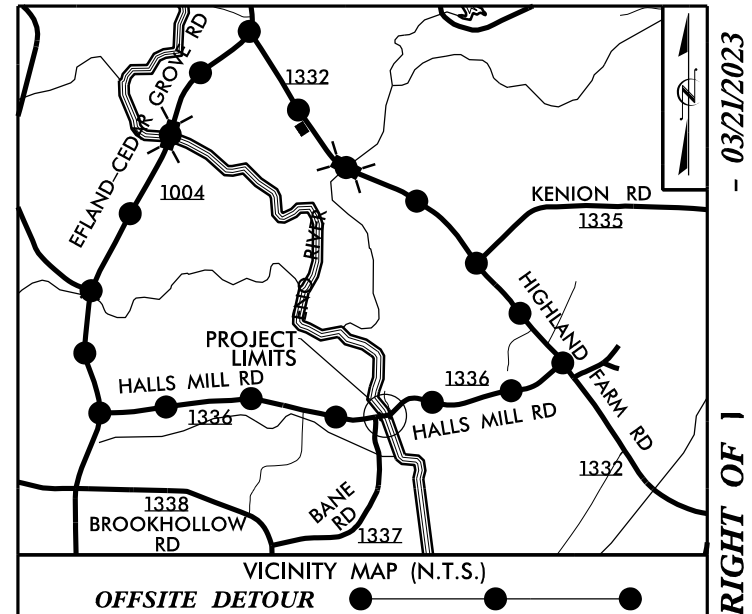 EFLAND-CEDAR GROVE RD
1332
1004
KENION RD
1335
ENO RIVER
HIGHLAND FARM RD
PROJECT
LIMITS
HALLS MILL RD
1336
1336
HALLS MILL RD
1332
1338
BROOKHOLLOW
RD
BANE
RD
1337
VICINITY MAP (N.T.S.)
OFFSITE DETOUR
- 03/21/2023
RIGHT OF